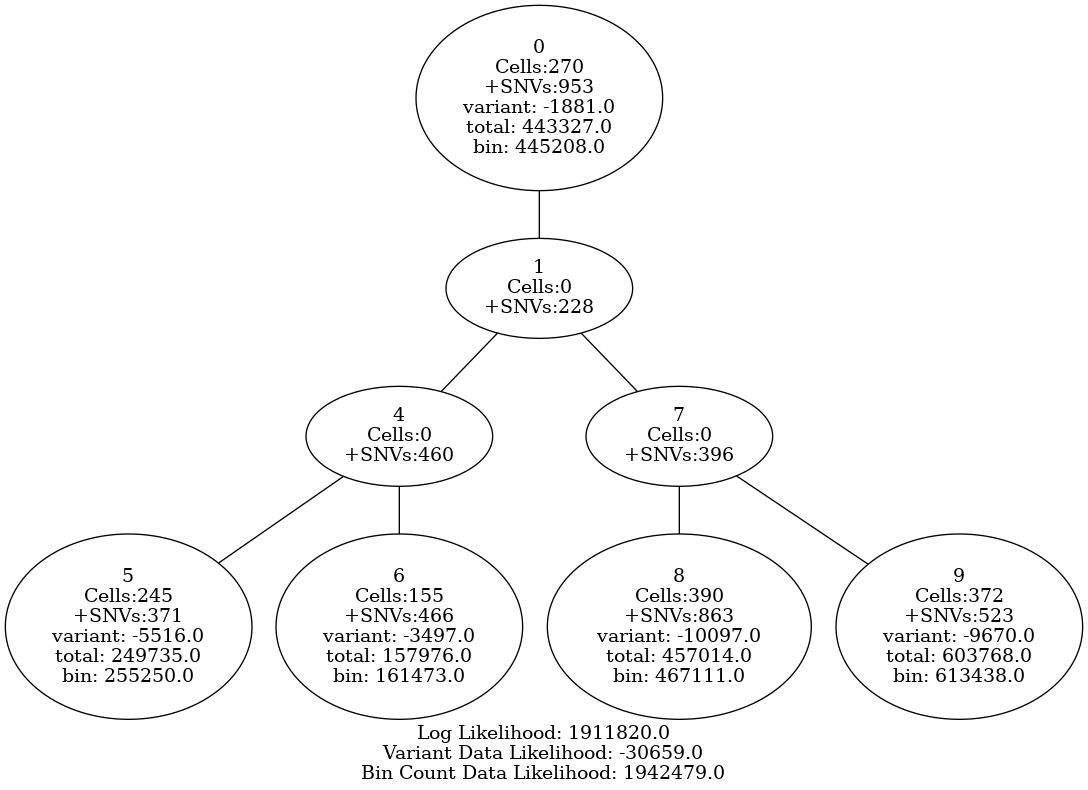 0
Cells:270
+SNVs:953
variant: -1881.0
total: 443327.0
bin: 445208.0
1
Cells:0
+SNVs:228
4
Cells:0
+SNVs:460
7
Cells:0
+SNVs:396
5
Cells:245
+SNVs:371
variant: -5516.0
total: 249735.0
bin: 255250.0
6
Cells:155
+SNVs:466
variant: -3497.0
total: 157976.0
bin: 161473.0
8
Cells:390
+SNVs:863
variant: -10097.0
total: 457014.0
bin: 467111.0
9
Cells:372
+SNVs:523
variant: -9670.0
total: 603768.0
bin: 613438.0
Log Likelihood: 1911820.0
Variant Data Likelihood: -30659.0
Bin Count Data Likelihood: 1942479.0